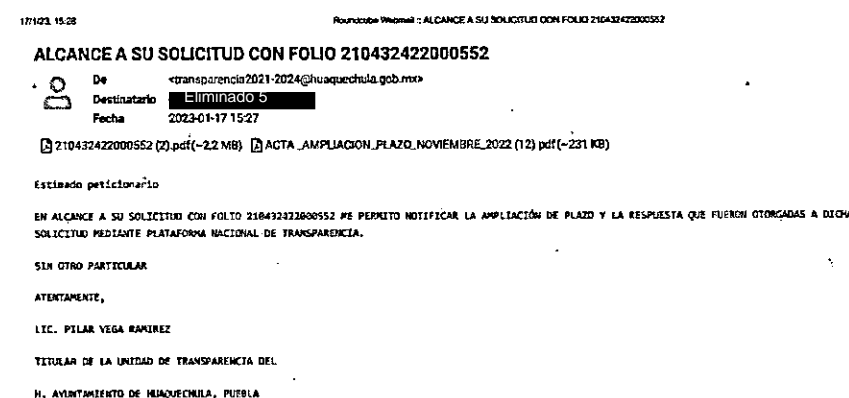 17/1/23, 15:28 Roundcube Webmail :: ALCANCE A SU SOLICITUD CON FOLIO 210432422000552
ALCANCE A SU SOLICITUD CON FOLIO 210432422000552
De <transparencia2021-2024@huaquechula.gob.mx>
Destinatario Eliminado 5
Fecha 2023-01-17 15:27
210432422000552 (2).pdf(~2,2 MB) ACTA_AMPLIACION_PLAZO_NOVIEMBRE_2022 (12).pdf(~231 KB)
Estimado peticionario
EN ALCANCE A SU SOLICITUD CON FOLIO 210432422000552 ME PERMITO NOTIFICAR LA AMPLIACIÓN DE PLAZO Y LA RESPUESTA QUE FUERON OTORGADAS A DICHA
SOLICITUD MEDIANTE PLATAFORMA NACIONAL DE TRANSPARENCIA.
SIN OTRO PARTICULAR
ATENTAMENTE,
LIC. PILAR VEGA RAMIREZ
TITULAR DE LA UNIDAD DE TRANSPARENCIA DEL
H. AYUNTAMIENTO DE HUAQUECHULA, PUEBLA